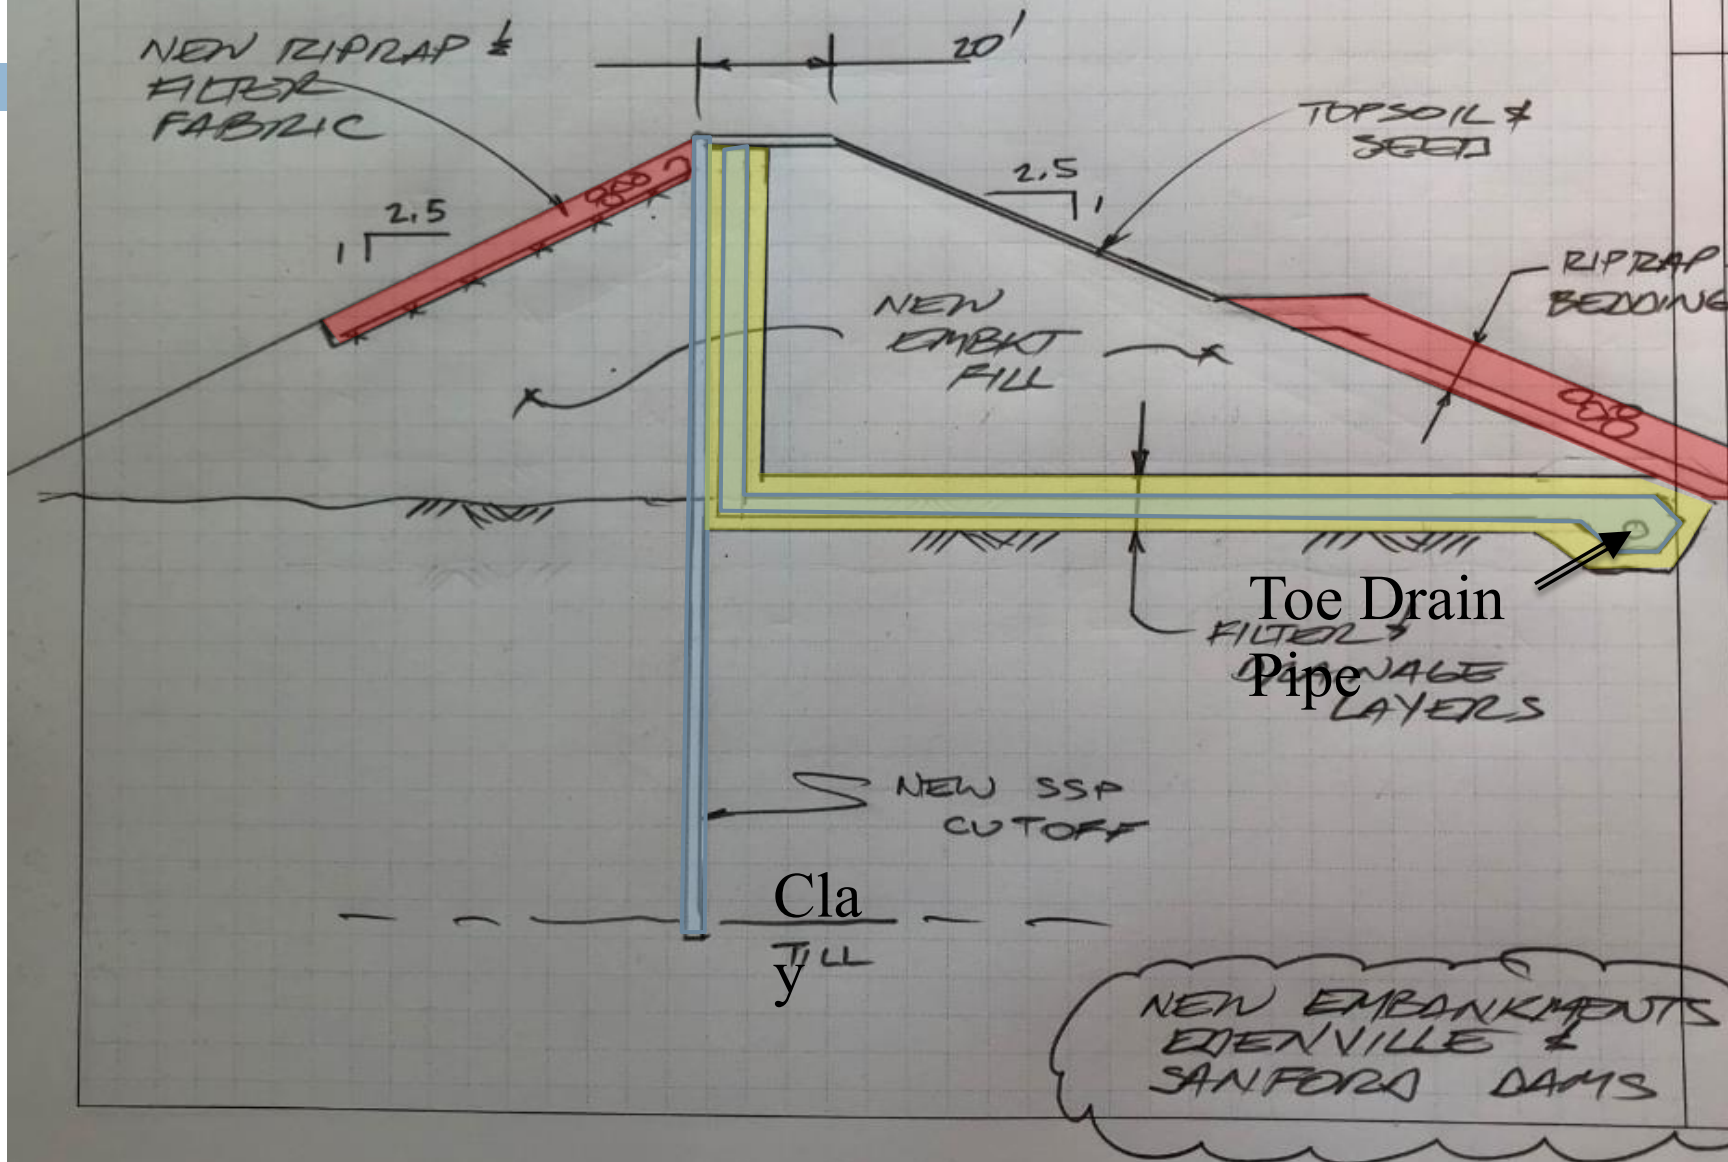 NEW RIPRAP &
FILTER
FABRIC
20'
TOPSOIL &
SEED
2.5
1
2.5
1
RIPRAP
BEDDING
NEW
EMBKT
FILL
Toe Drain
Pipe
FILTER &
DRAINAGE
LAYERS
NEW SSP
CUTOFF
Cla
y
TILL
NEW EMBANKMENTS
EDENVILLE &
SANFORD DAMS